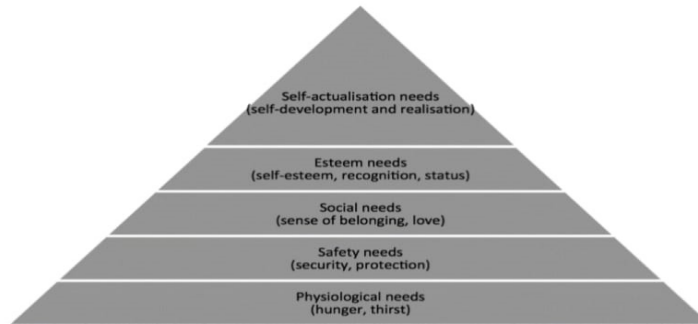 Self-actualisation needs
(self-development and realisation)
Esteem needs
(self-esteem, recognition, status)
Social needs
(sense of belonging, love)
Safety needs
(security, protection)
Physiological needs
(hunger, thirst)